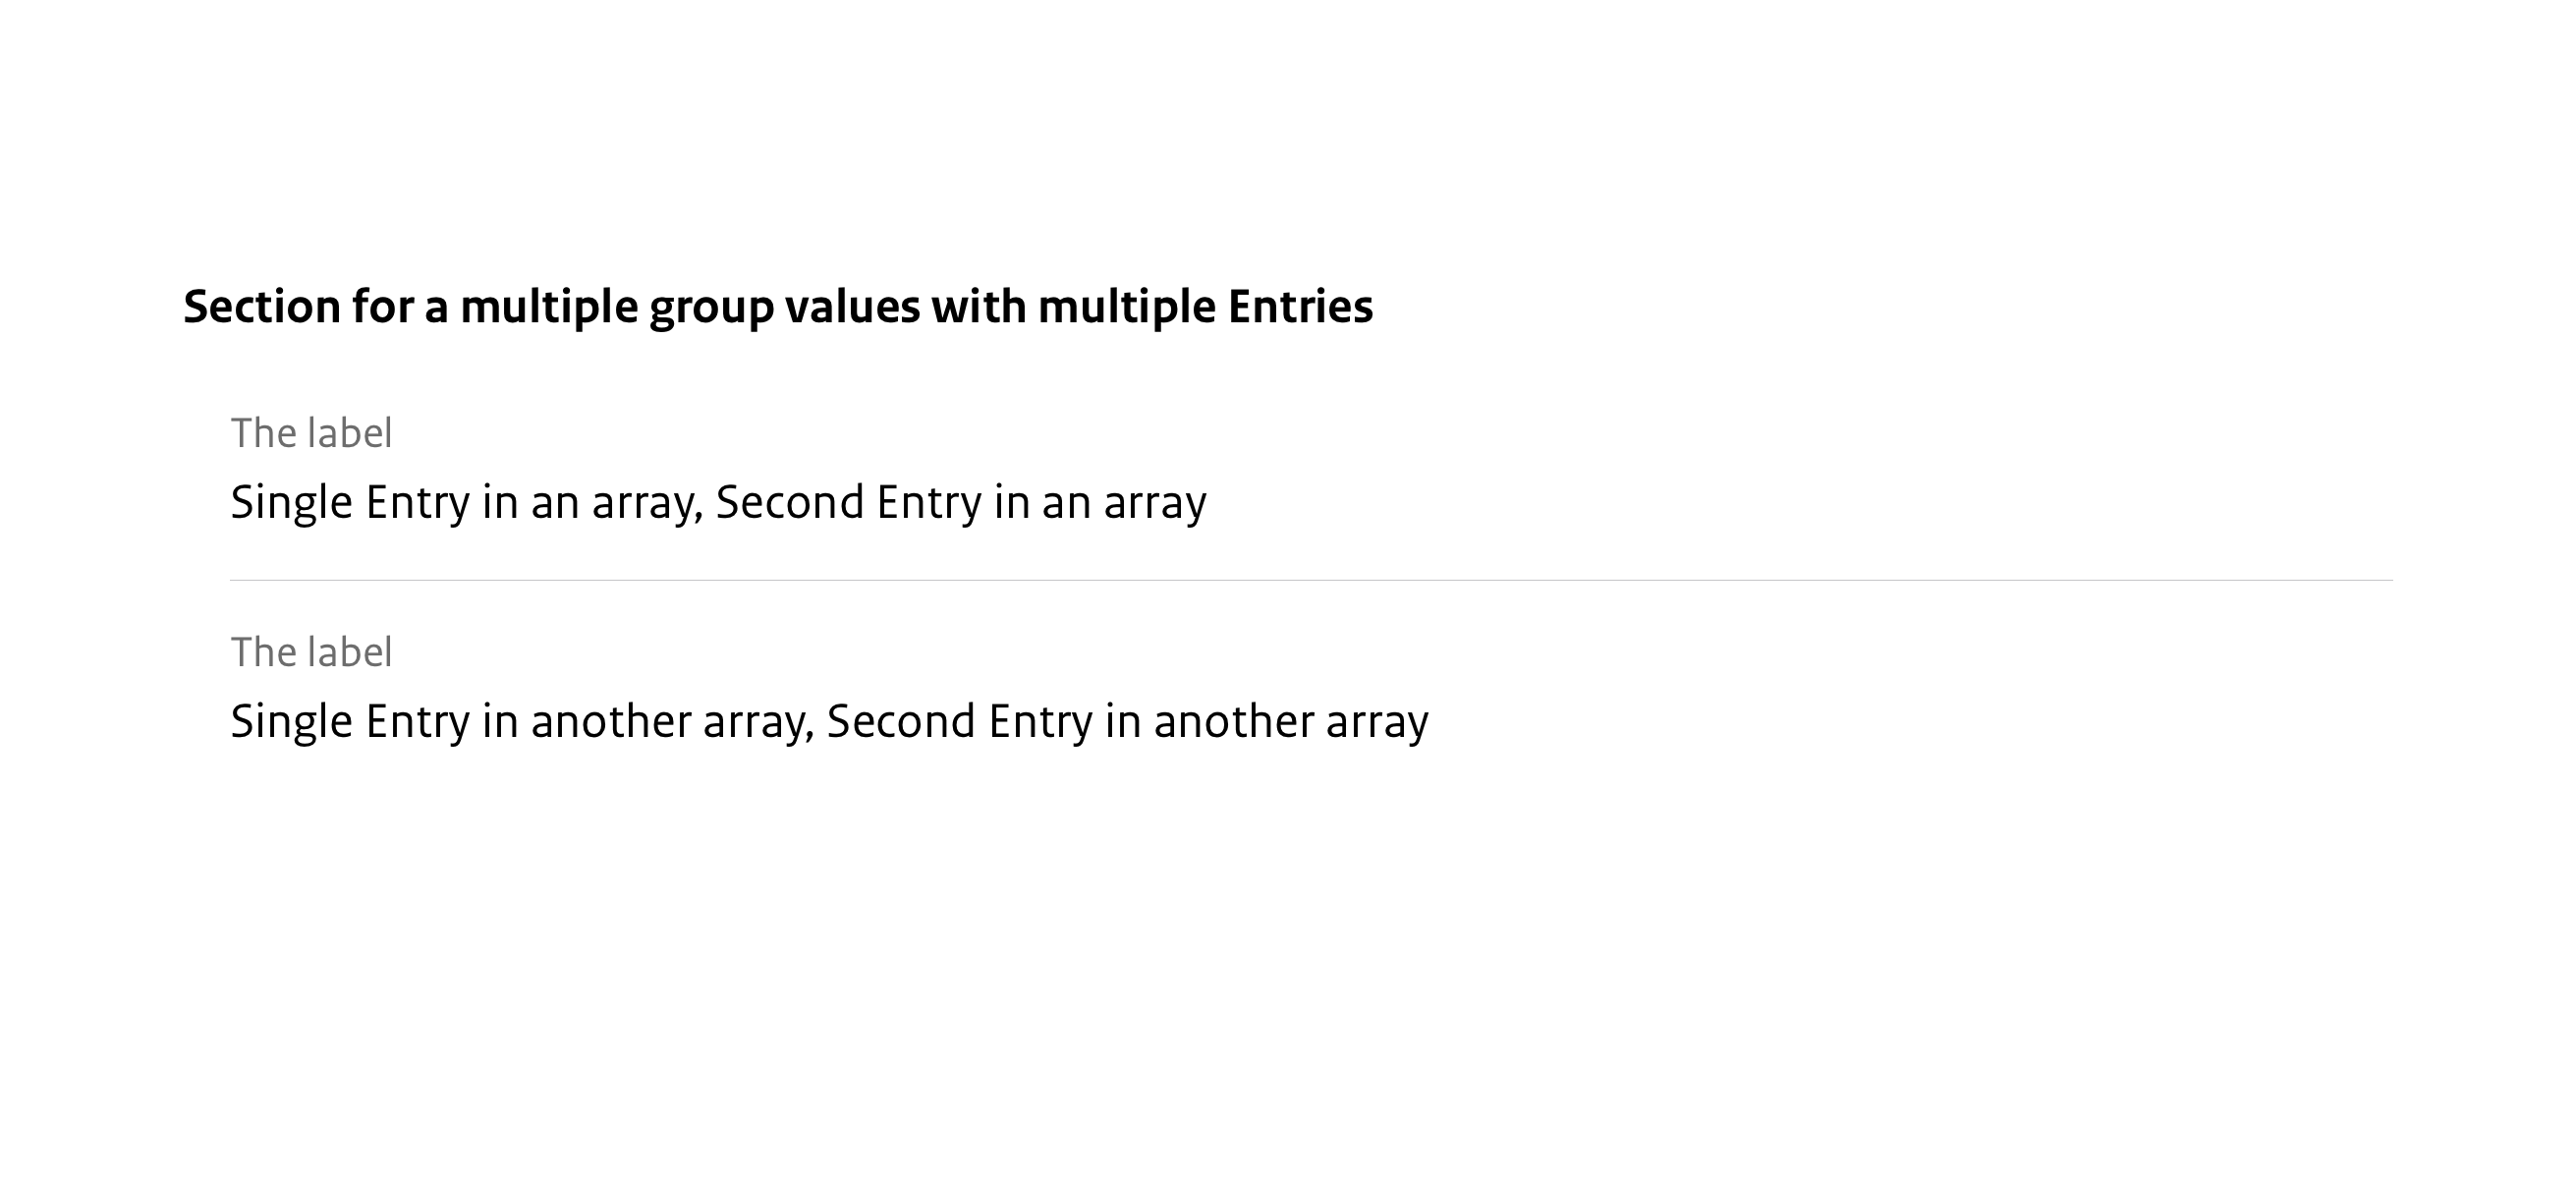 Section for a multiple group values with multiple Entries
The label
Single Entry in an array, Second Entry in an array
The label
Single Entry in another array, Second Entry in another array